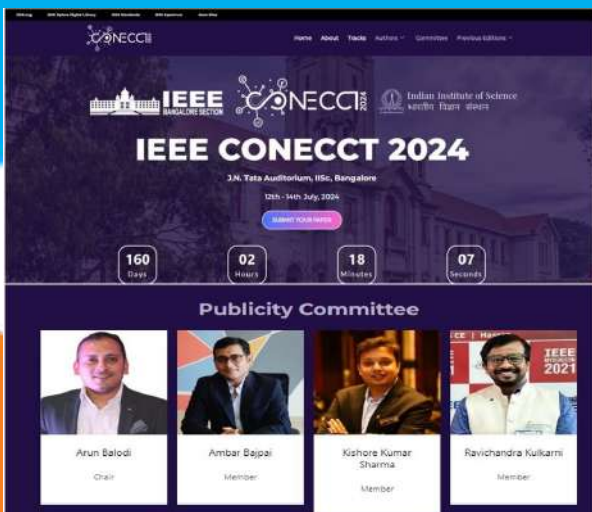 IEEE.org IEEE Xplore Digital Library IEEE Standards IEEE Spectrum More Sites
CONECCT
Home About Tracks Authors Committee Previous Editions
IEEE
BANGALORE SECTION
CONECCT 2024
Indian Institute of Science
भारतीय विज्ञान संस्थान
IEEE CONECCT 2024
J.N. Tata Auditorium, IISc, Bangalore
12th - 14th July, 2024
SUBMIT YOUR PAPER
160 02 18 07
Days Hours Minutes Seconds
Publicity Committee
IEEE
2021
Arun Balodi Ambar Bajpai Kishore Kumar Ravichandra Kulkarni
Sharma
Chair Member Member Member